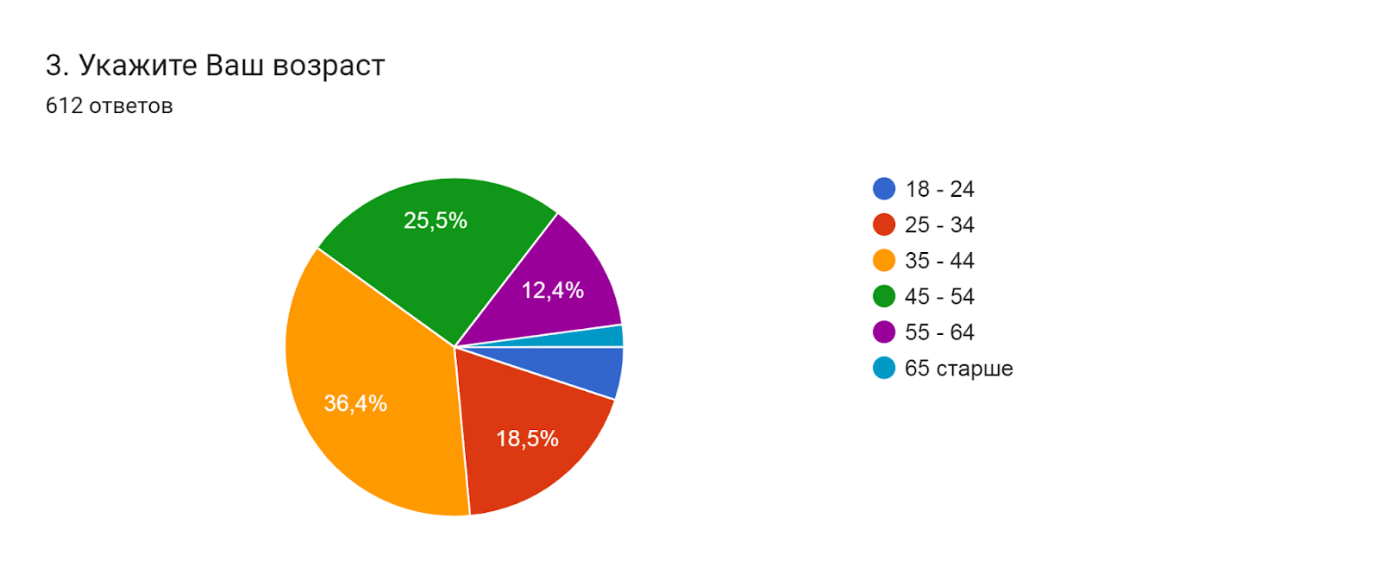 3. Укажите Ваш возраст
612 ответов
25,5%
12,4%
36,4%
18,5%
18 - 24
25 - 34
35 - 44
45 - 54
55 - 64
65 старше